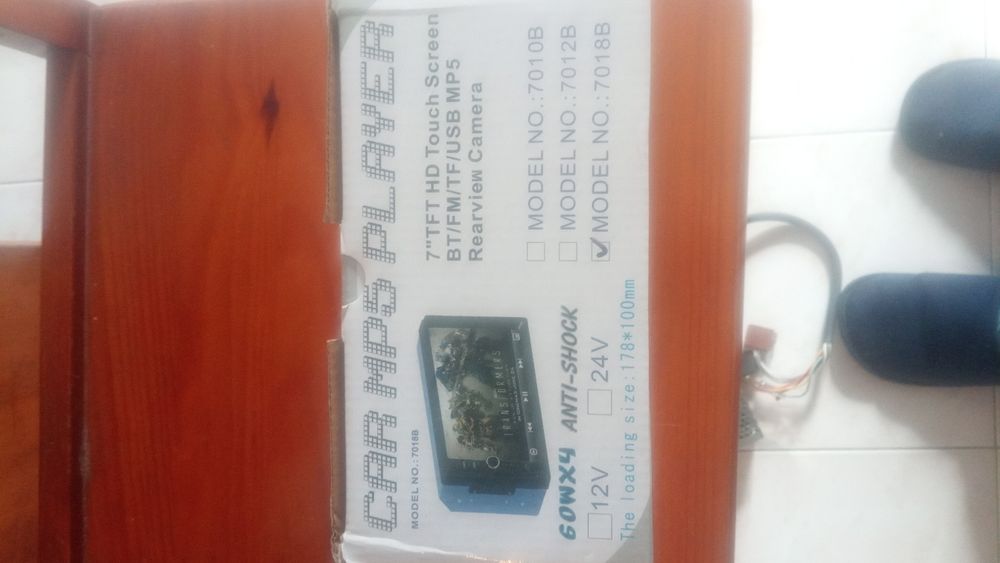 CAR MP5 PLAYER
MODEL NO.:7018B
7"TFT HD Touch Screen
BT/FM/TF/USB MP5
Rearview Camera
TRANSFORMERS
MODEL NO.:7010B
MODEL NO.:7012B
MODEL NO.:7018B
60WX4 ANTI-SHOCK
12V 24V
The loading size:178*100mm